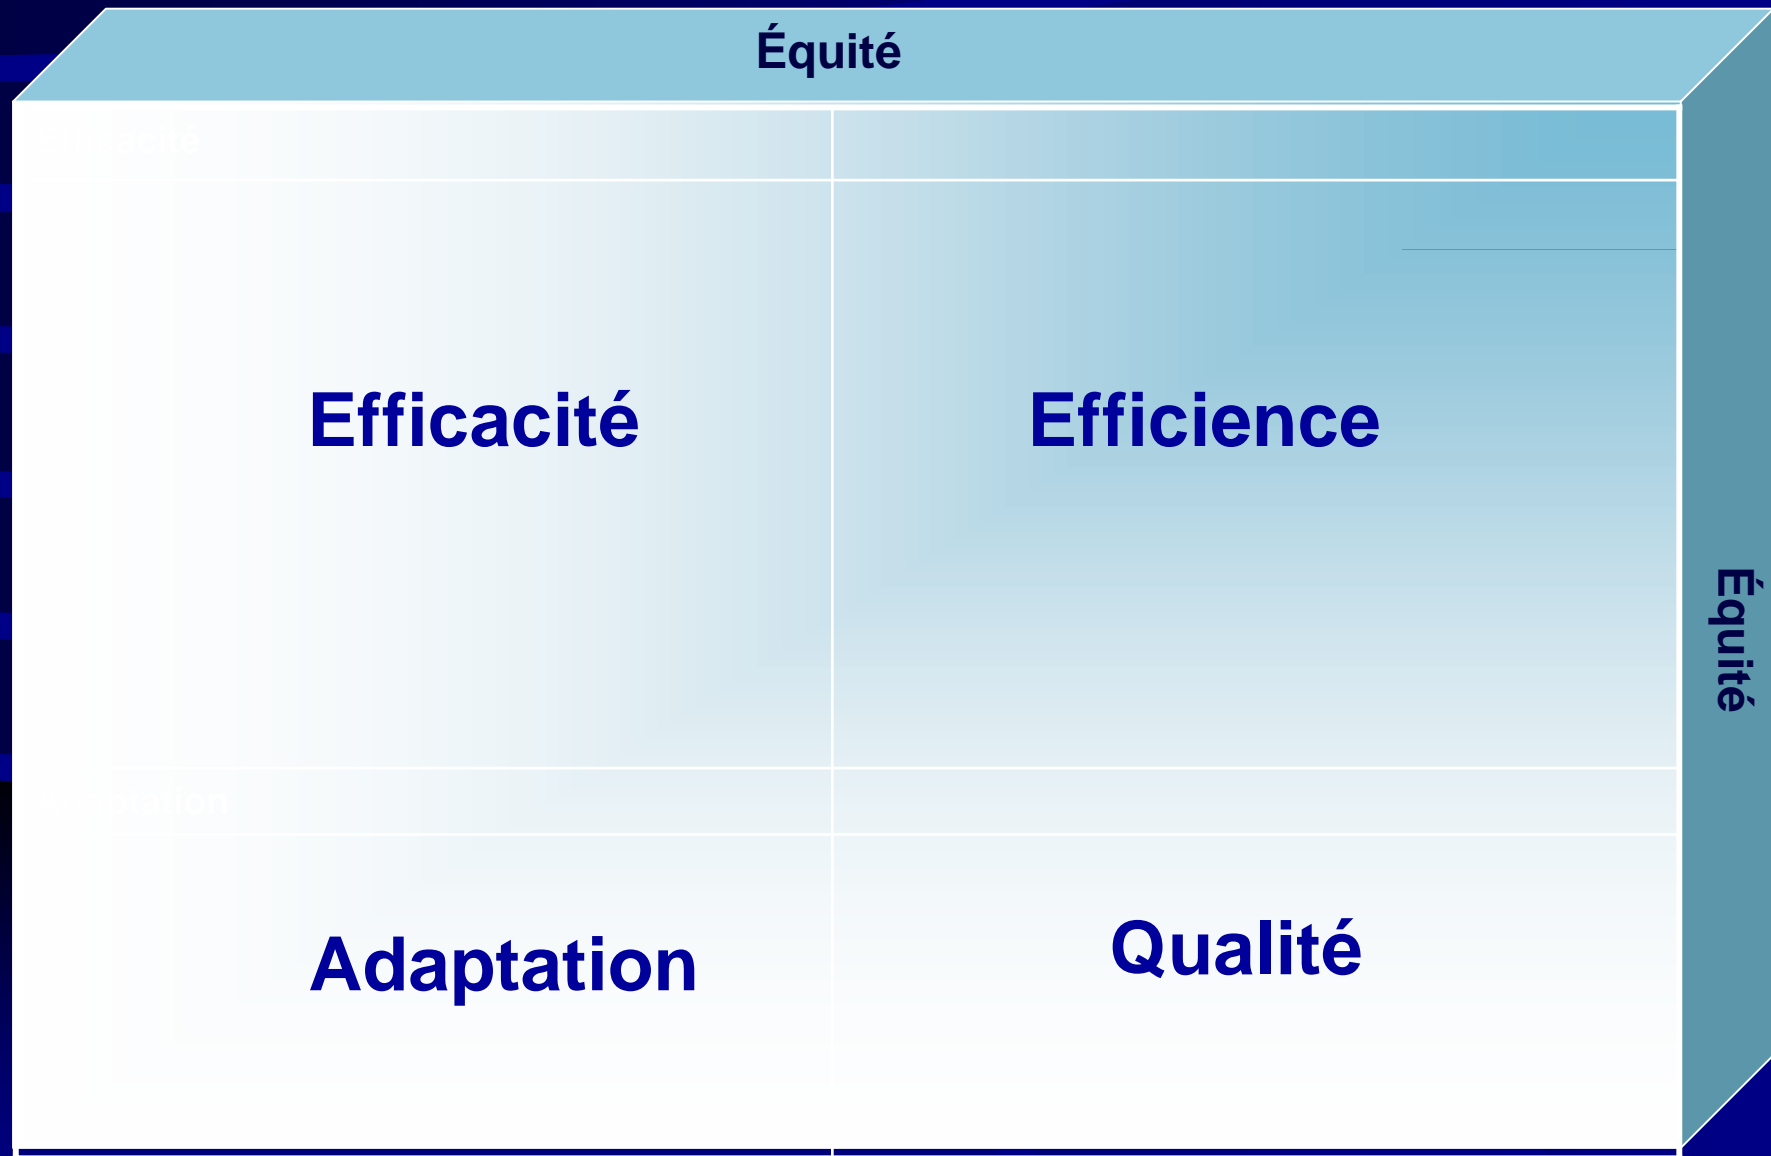 Équité
Efficacité
Efficience
Équité
Adaptation
Qualité